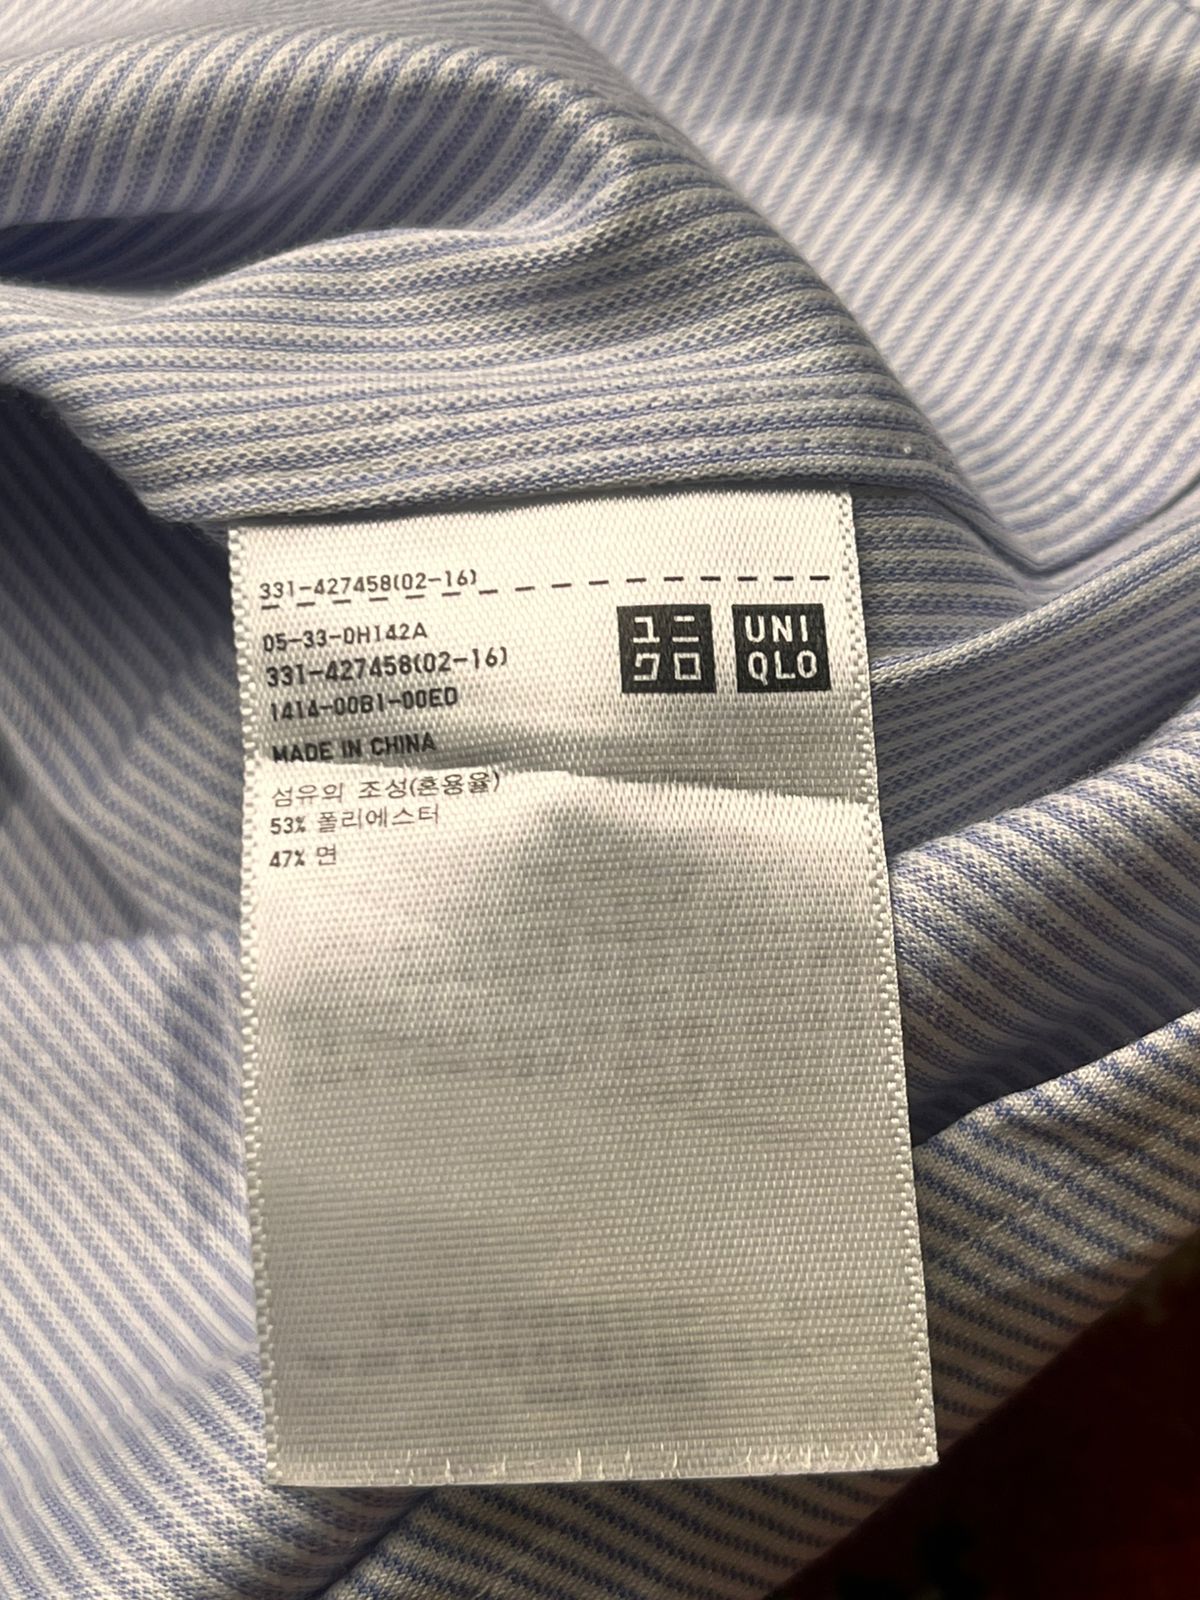 331-427458(02-16)
05-33-0H142A
331-427458(02-16)
1414-00B1-00ED
ユニ
クロ
UNI
QLO
MADE IN CHINA
섬유의 조성(혼용율)
53% 폴리에스터
47% 면